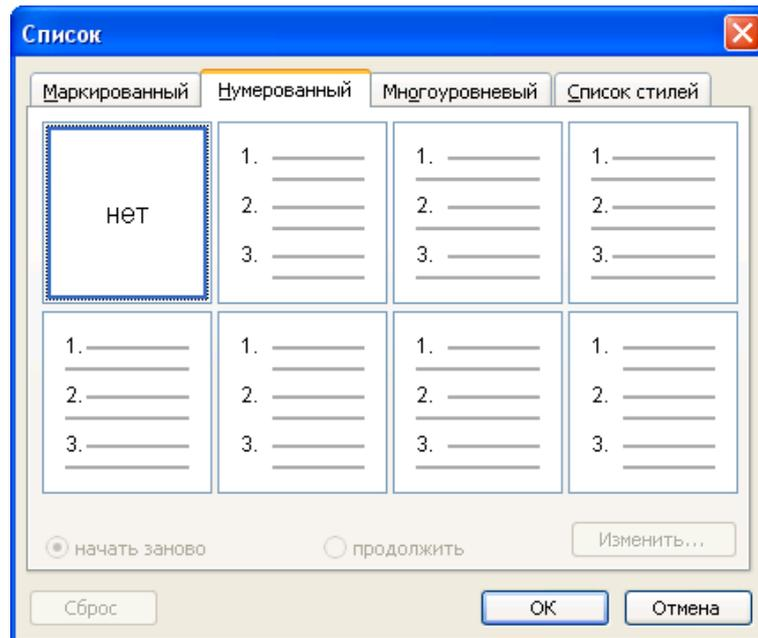 Список
Маркированный Нумерованный Многоуровневый Список стилей
нет 1. 1. 1.
2. 2. 2.
3. 3. 3.
1. 1. 1. 1.
2. 2. 2. 2.
3. 3. 3. 3.
начать заново продолжить Изменить...
Сброс ОК Отмена